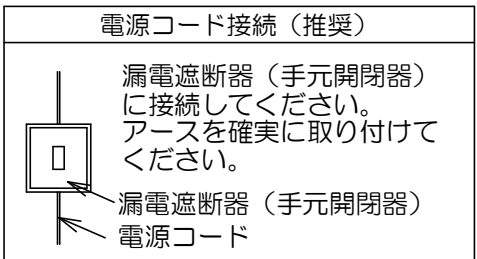 電源コード接続（推奨）
漏電遮断器（手元開閉器）
に接続してください。
アースを確実に取り付けて
ください。
漏電遮断器（手元開閉器）
電源コード